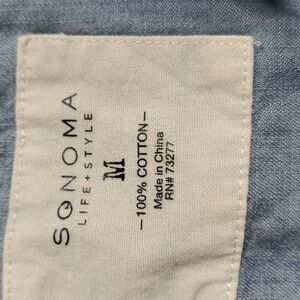 SONOMA
LIFE + STYLE
M
—100% COTTON—
Made in China
RN# 73277